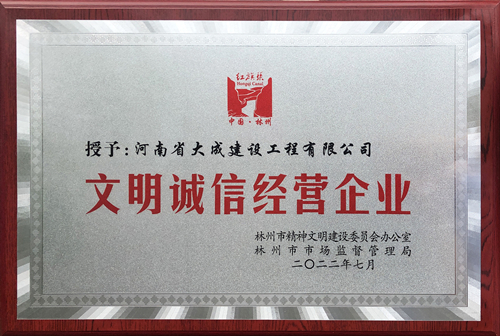 红旗渠
Hongqi Canal
中国·林州
授予：河南省大成建设工程有限公司
文明诚信经营企业
林州市精神文明建设委员会办公室
林州市市场监督管理局
二〇二二年七月